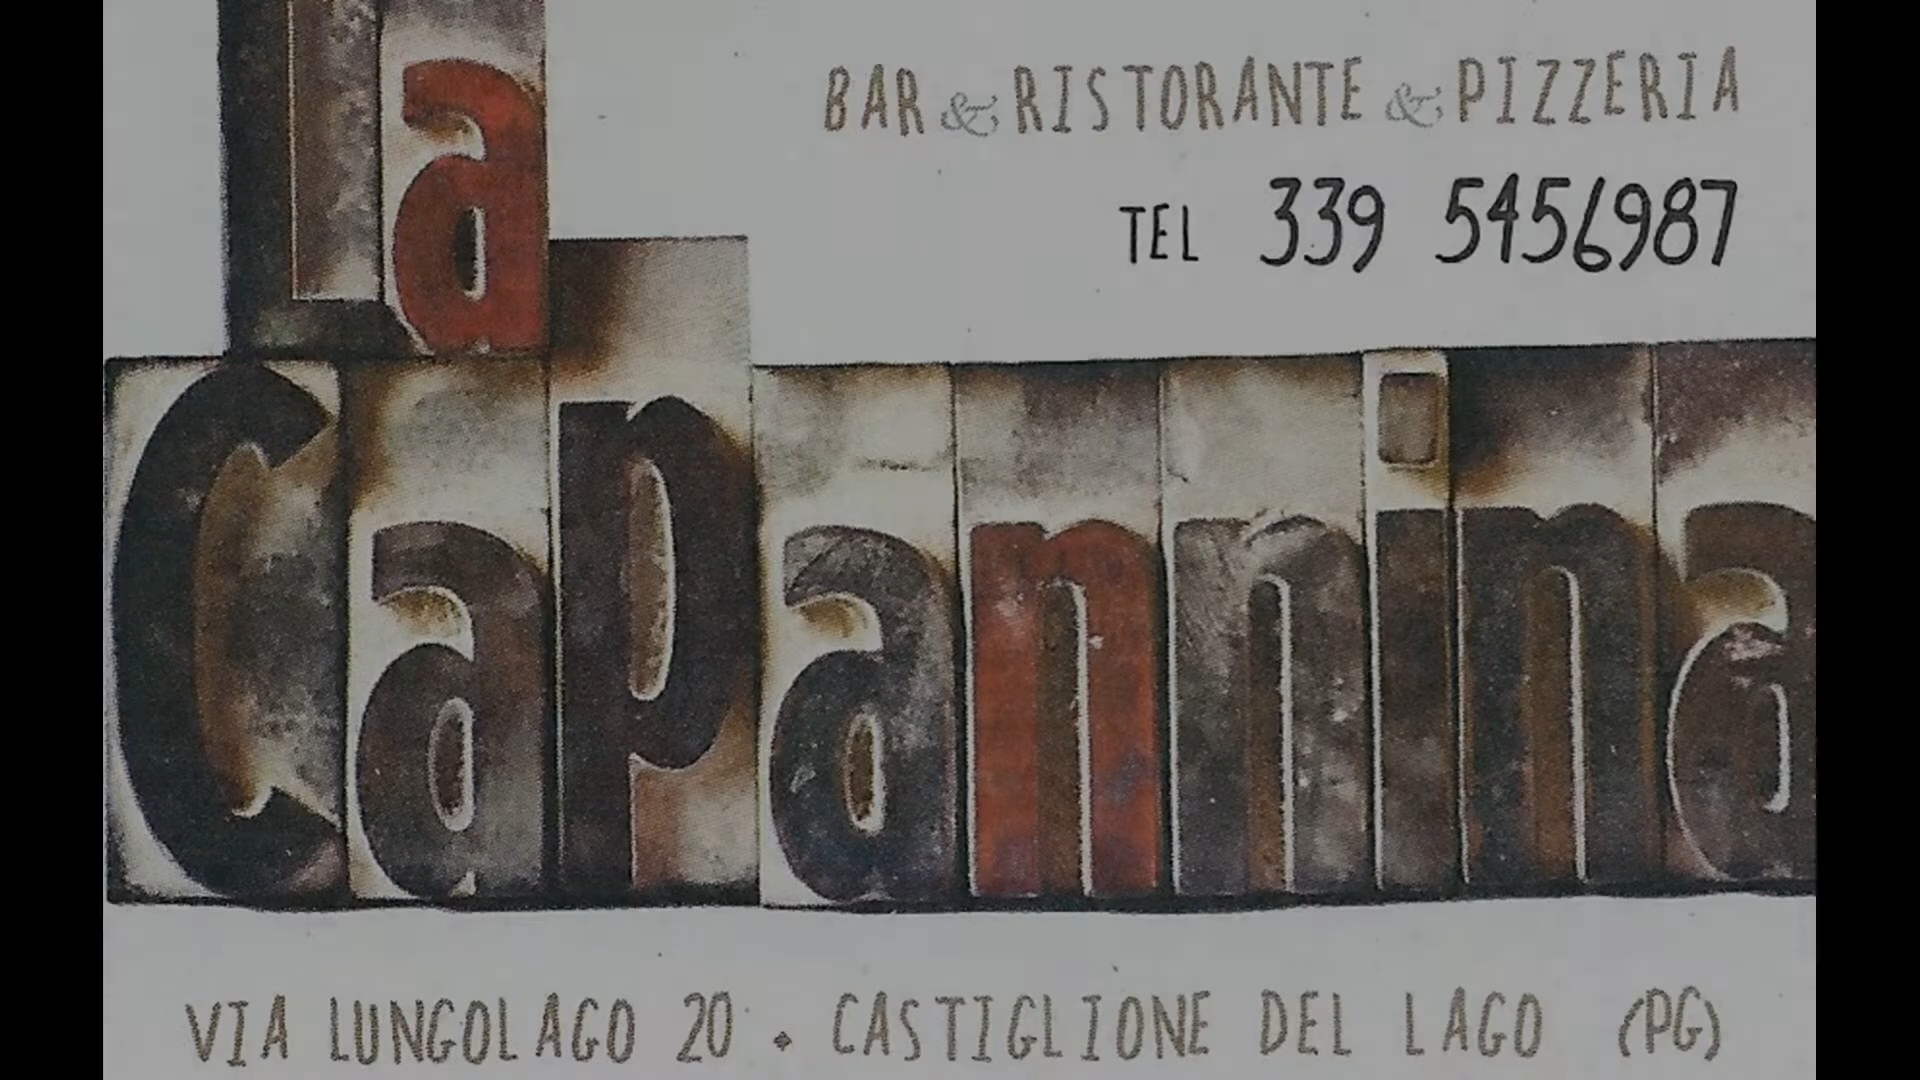 BAR & RISTORANTE & PIZZERIA
TEL 339 5456987
la
Capannina
VIA LUNGOLAGO 20 • CASTIGLIONE DEL LAGO (PG)